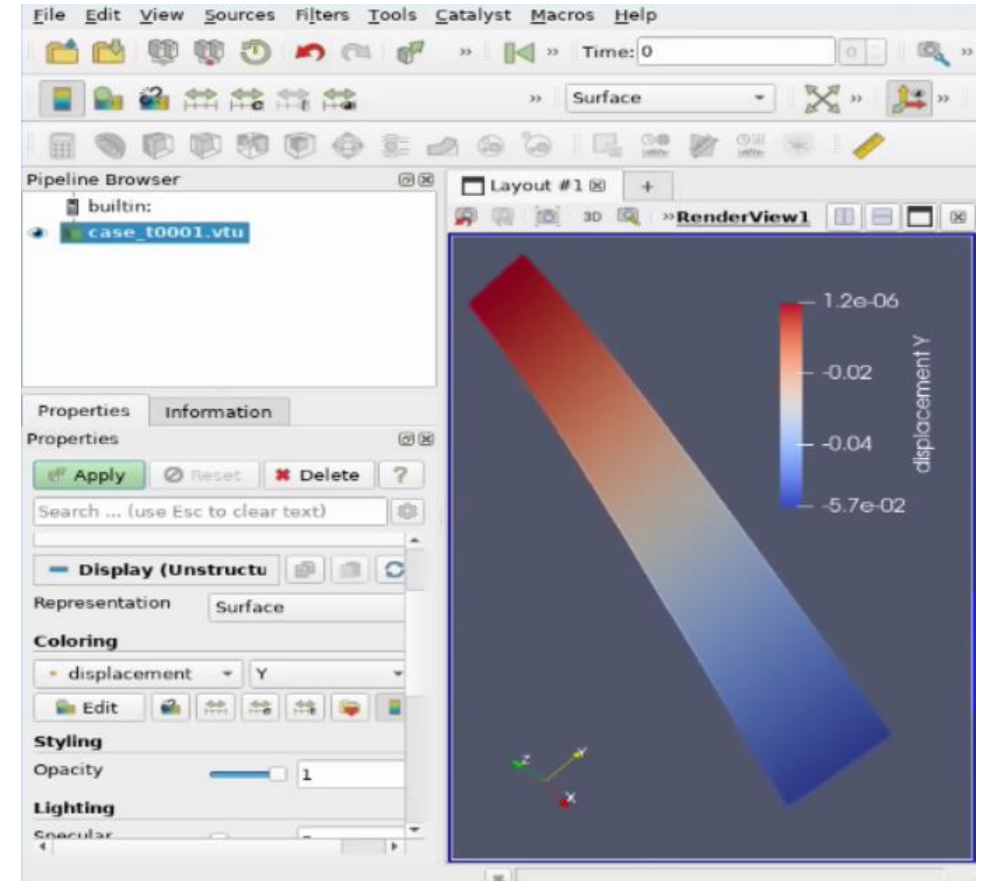 File Edit View Sources Filters Tools Catalyst Macros Help
» » Time: 0 0 »
» Surface » »
Pipeline Browser
builtin:
case_t0001.vtu
Layout #1 +
3D »RenderView1
1.2e-06
-0.02
-0.04
-5.7e-02
displacement Y
Properties Information
Properties
Apply Reset Delete ?
Search ... (use Esc to clear text)
Display (Unstructu
Representation Surface
Coloring
displacement Y
Edit
Styling
Opacity 1
Lighting
Specular
Z Y
X